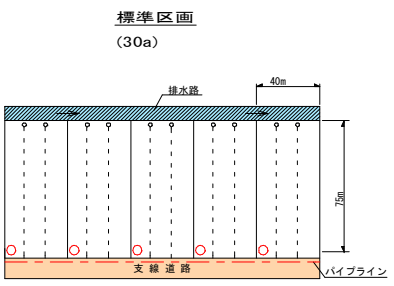 標準区画
(30a)
40m
排水路
75m
支線道路
パイプライン